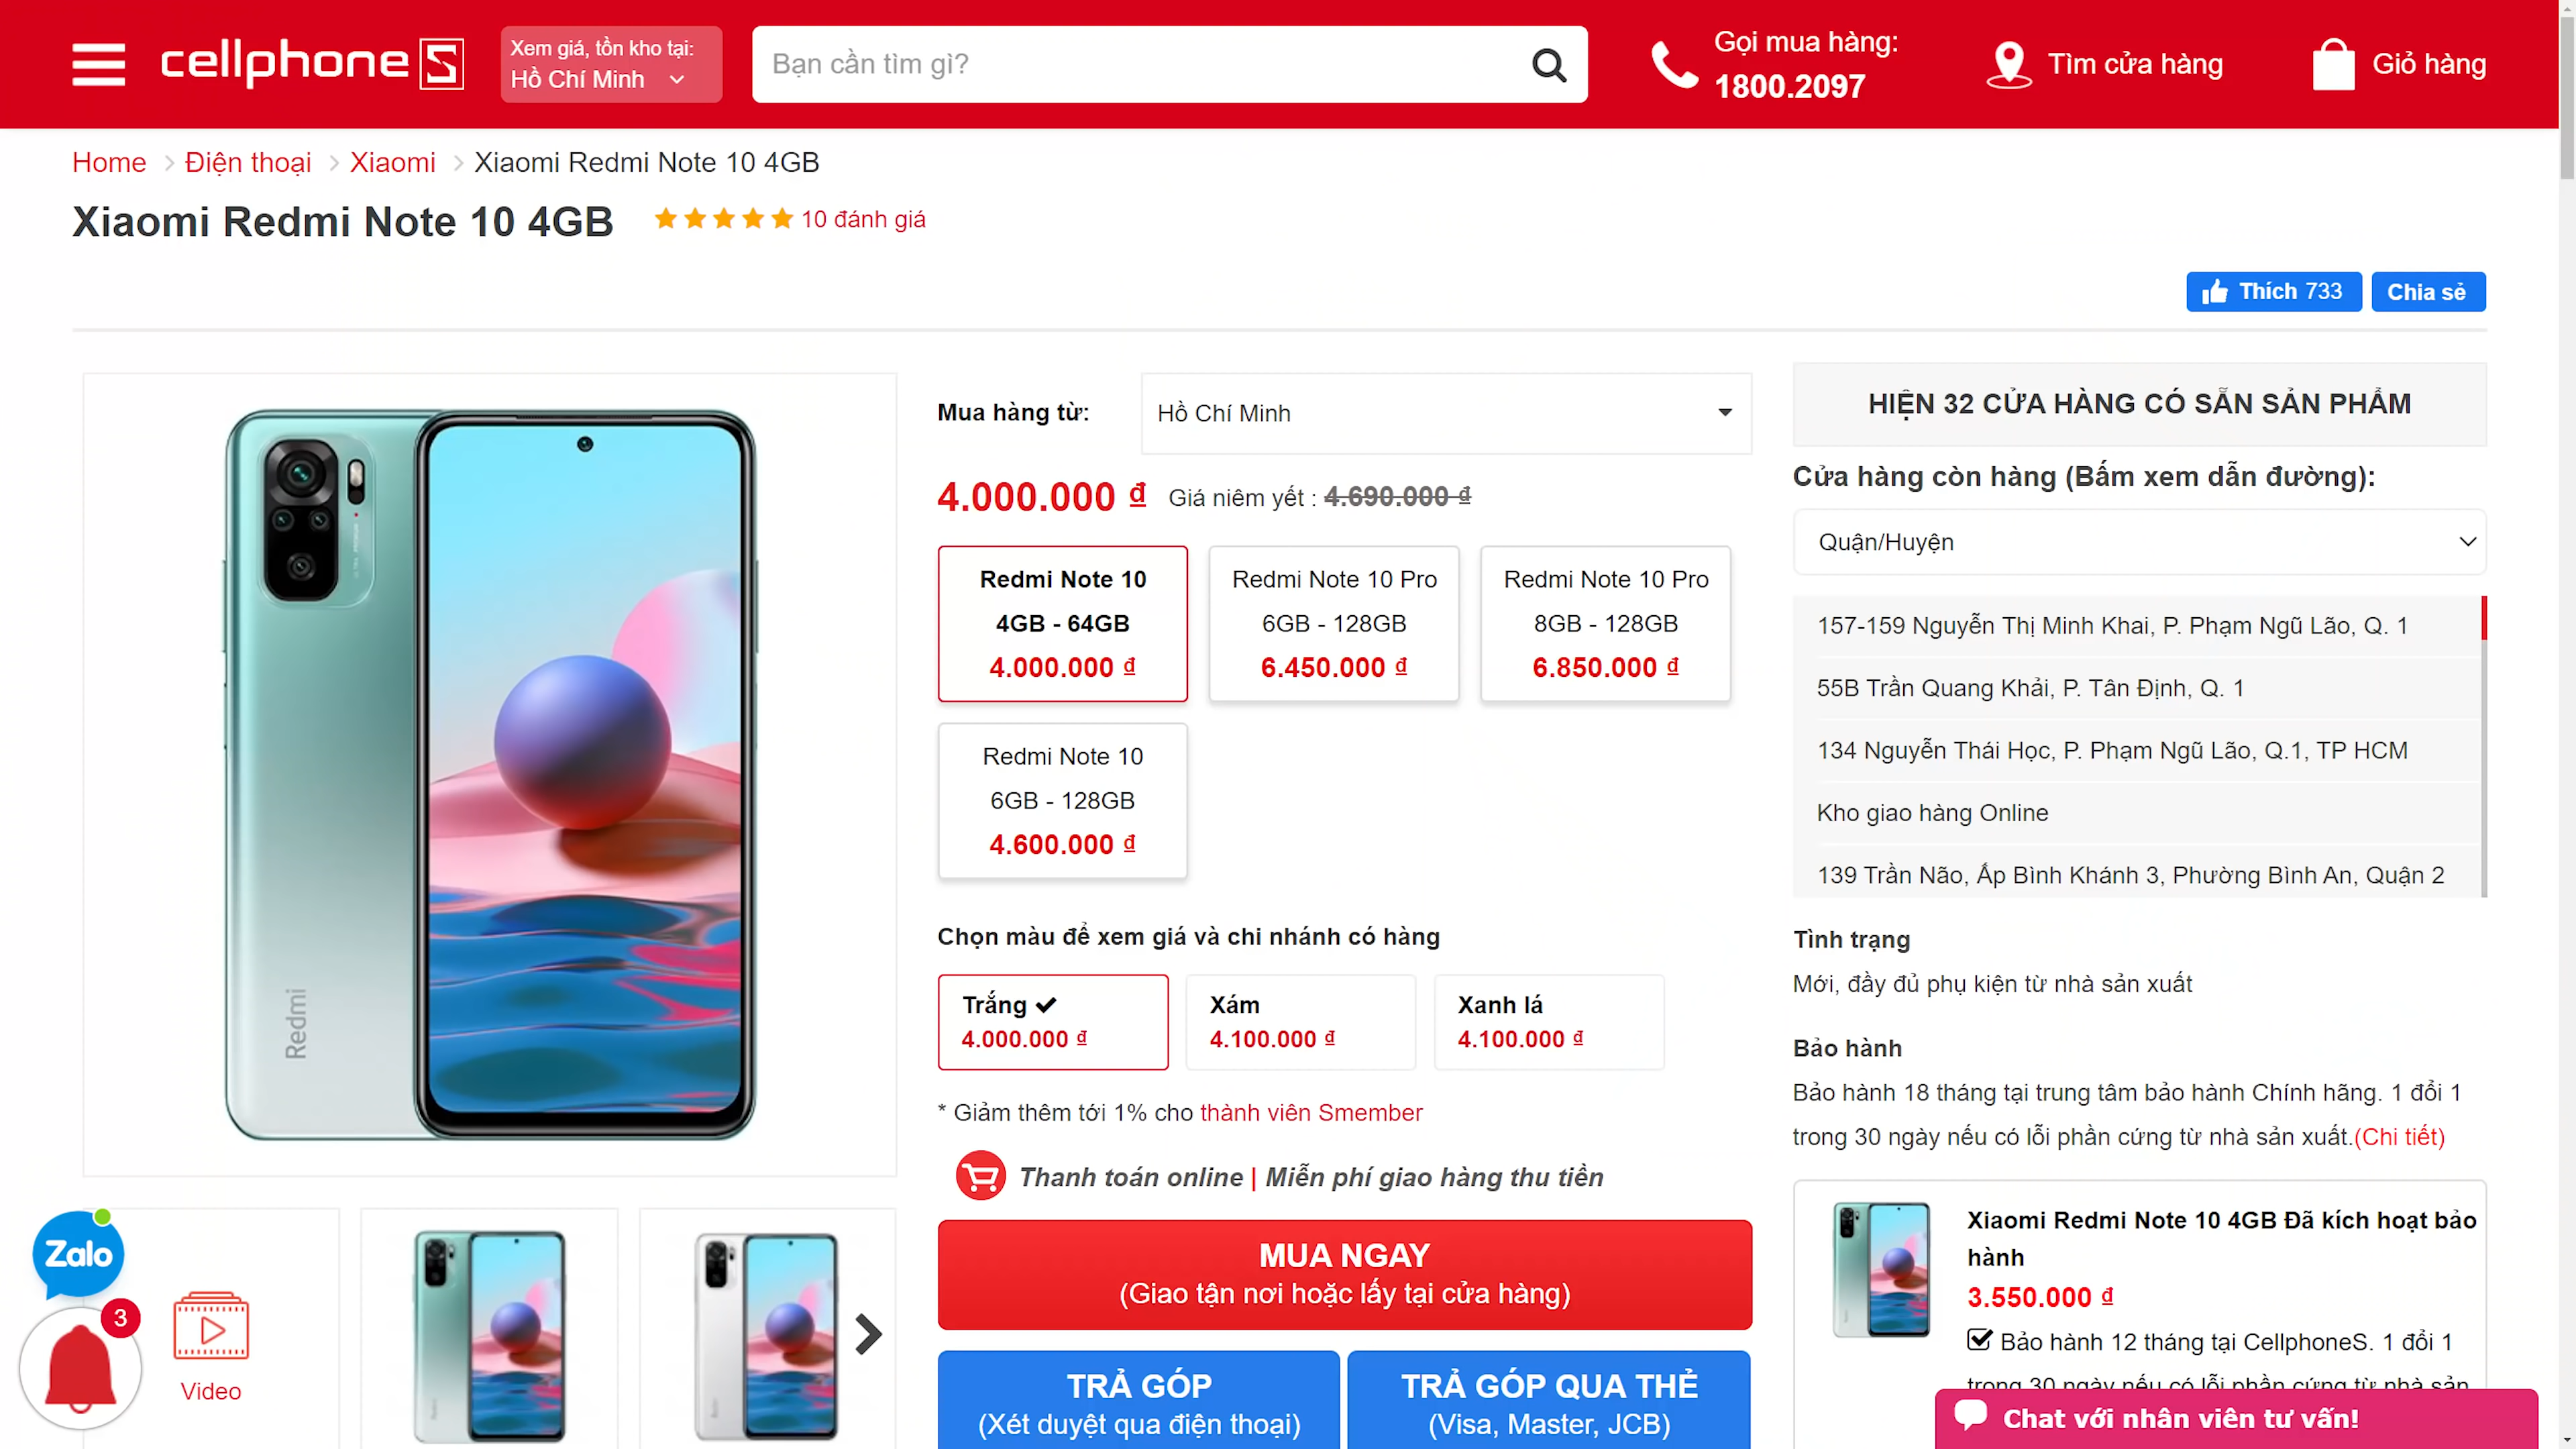 cellphoneS
Xem giá, tồn kho tại:
Hồ Chí Minh
Bạn cần tìm gì?
Gọi mua hàng:
1800.2097
Tìm cửa hàng
Giỏ hàng
Home > Điện thoại > Xiaomi > Xiaomi Redmi Note 10 4GB
Xiaomi Redmi Note 10 4GB
10 đánh giá
Thích 733
Chia sẻ
Redmi
Mua hàng từ:
Hồ Chí Minh
4.000.000 ₫ Giá niêm yết : 4.690.000 ₫
Redmi Note 10
4GB - 64GB
4.000.000 ₫
Redmi Note 10 Pro
6GB - 128GB
6.450.000 ₫
Redmi Note 10 Pro
8GB - 128GB
6.850.000 ₫
Redmi Note 10
6GB - 128GB
4.600.000 ₫
Chọn màu để xem giá và chi nhánh có hàng
Trắng
4.000.000 ₫
Xám
4.100.000 ₫
Xanh lá
4.100.000 ₫
* Giảm thêm tới 1% cho thành viên Smember
Thanh toán online | Miễn phí giao hàng thu tiền
MUA NGAY
(Giao tận nơi hoặc lấy tại cửa hàng)
TRẢ GÓP
(Xét duyệt qua điện thoại)
TRẢ GÓP QUA THẺ
(Visa, Master, JCB)
HIỆN 32 CỬA HÀNG CÓ SẴN SẢN PHẨM
Cửa hàng còn hàng (Bấm xem dẫn đường):
Quận/Huyện
157-159 Nguyễn Thị Minh Khai, P. Phạm Ngũ Lão, Q. 1
55B Trần Quang Khải, P. Tân Định, Q. 1
134 Nguyễn Thái Học, P. Phạm Ngũ Lão, Q.1, TP HCM
Kho giao hàng Online
139 Trần Não, Ắp Bình Khánh 3, Phường Bình An, Quận 2
Tình trạng
Mới, đầy đủ phụ kiện từ nhà sản xuất
Bảo hành
Bảo hành 18 tháng tại trung tâm bảo hành Chính hãng. 1 đổi 1
trong 30 ngày nếu có lỗi phần cứng từ nhà sản xuất.(Chi tiết)
Xiaomi Redmi Note 10 4GB Đã kích hoạt bảo
hành
3.550.000 ₫
Bảo hành 12 tháng tại CellphoneS. 1 đổi 1
trong 30 ngày nếu có lỗi phần cứng từ nhà sản
Chat với nhân viên tư vấn!
Zalo
3
Video